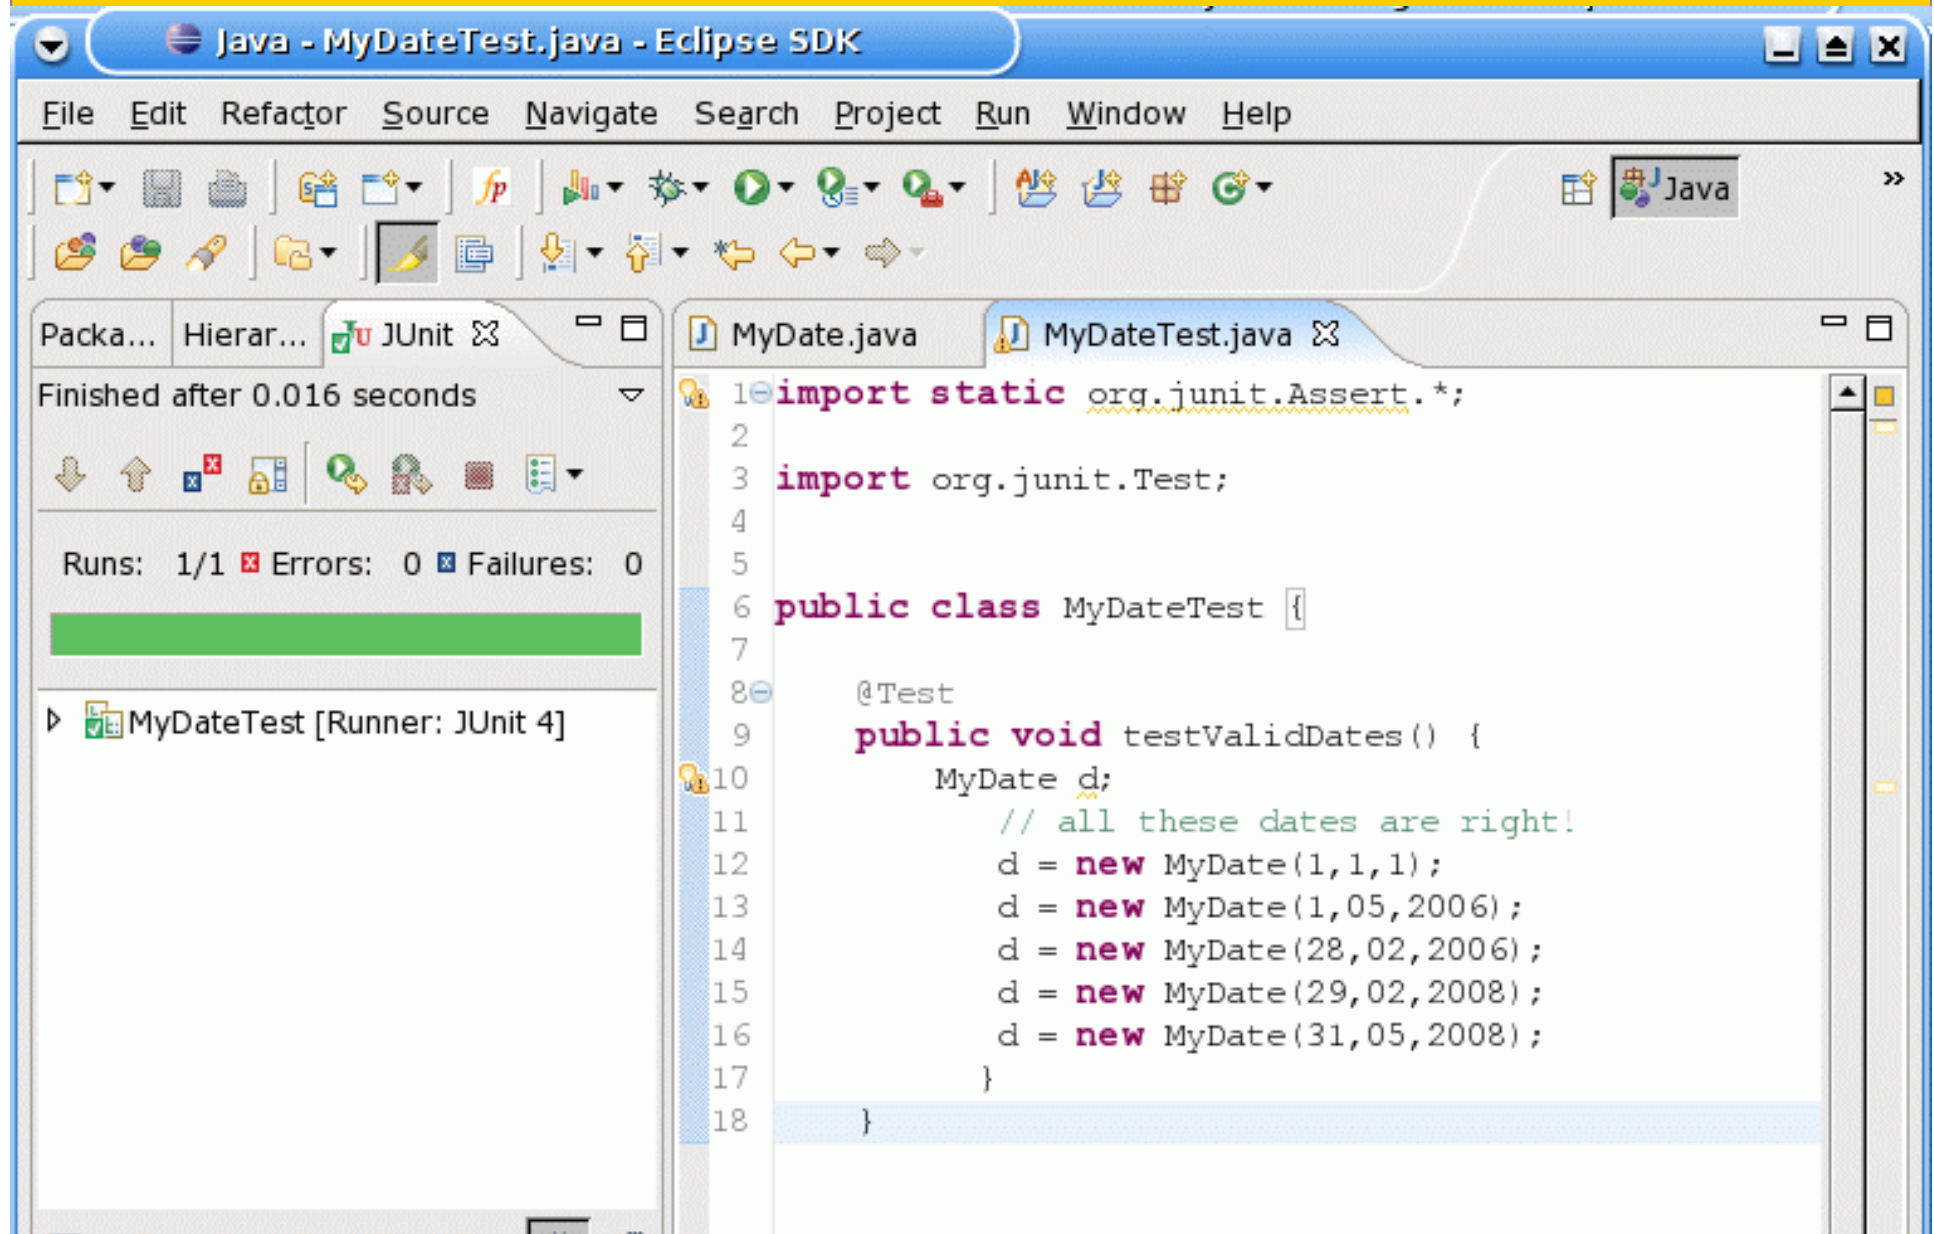 Java - MyDateTest.java - Eclipse SDK
File Edit Refactor Source Navigate Search Project Run Window Help
Java »
Packa... Hierar... JUnit
Finished after 0.016 seconds
Runs: 1/1 Errors: 0 Failures: 0
MyDateTest [Runner: JUnit 4]
MyDate.java MyDateTest.java
1 import static org.junit.Assert.*;
2
3 import org.junit.Test;
4
5
6 public class MyDateTest {
7
8 @Test
9 public void testValidDates() {
10 MyDate d;
11 // all these dates are right!
12 d = new MyDate(1,1,1);
13 d = new MyDate(1,05,2006);
14 d = new MyDate(28,02,2006);
15 d = new MyDate(29,02,2008);
16 d = new MyDate(31,05,2008);
17 }
18 }